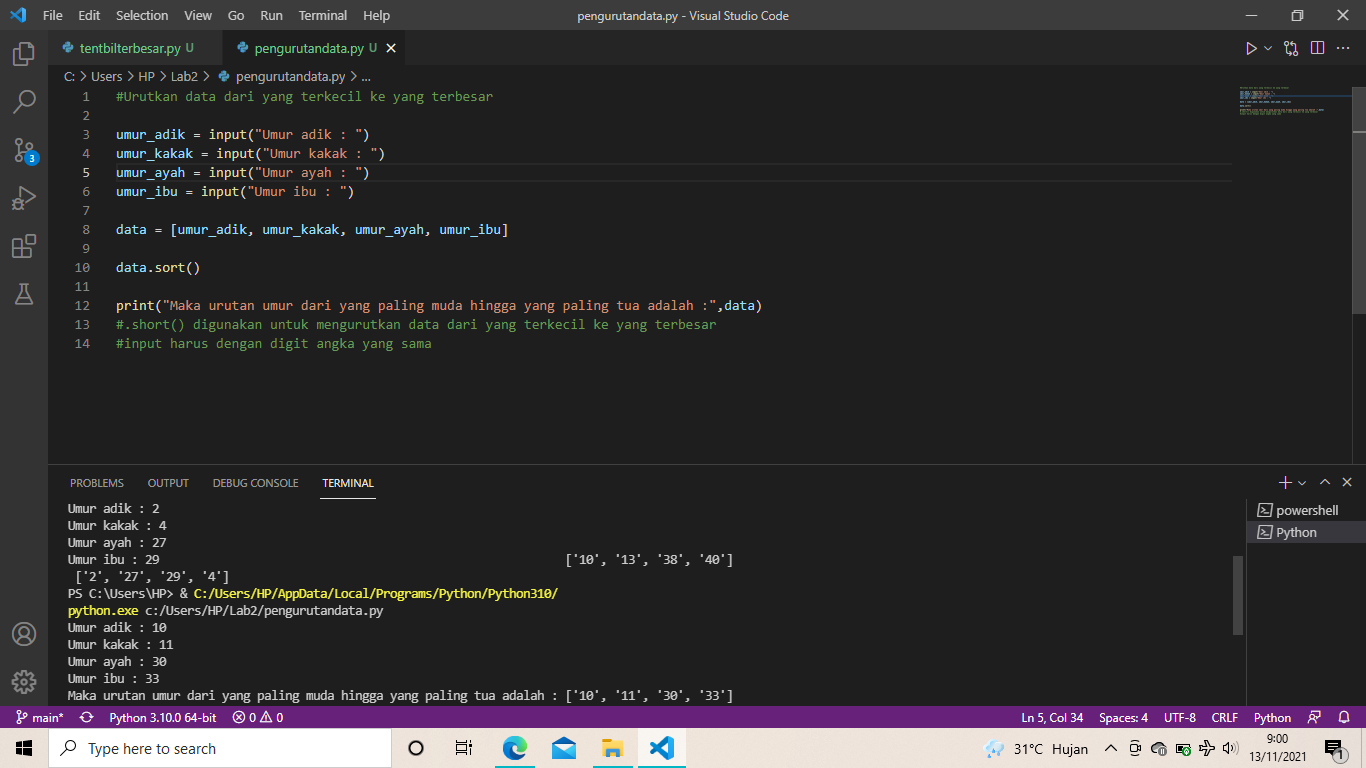 File Edit Selection View Go Run Terminal Help pengurutandata.py - Visual Studio Code
tentbilterbesar.py U pengurutandata.py U
C: > Users > HP > Lab2 > pengurutandata.py > ...
1 #Urutkan data dari yang terkecil ke yang terbesar
2
3 umur_adik = input("Umur adik : ")
4 umur_kakak = input("Umur kakak : ")
5 umur_ayah = input("Umur ayah : ")
6 umur_ibu = input("Umur ibu : ")
7
8 data = [umur_adik, umur_kakak, umur_ayah, umur_ibu]
9
10 data.sort()
11
12 print("Maka urutan umur dari yang paling muda hingga yang paling tua adalah :",data)
13 #.short() digunakan untuk mengurutkan data dari yang terkecil ke yang terbesar
14 #input harus dengan digit angka yang sama
3
PROBLEMS OUTPUT DEBUG CONSOLE TERMINAL
Umur adik : 2
Umur kakak : 4
Umur ayah : 27
Umur ibu : 29 ['10', '13', '38', '40']
['2', '27', '29', '4']
PS C:\Users\HP> & C:/Users/HP/AppData/Local/Programs/Python/Python310/
python.exe c:/Users/HP/Lab2/pengurutandata.py
Umur adik : 10
Umur kakak : 11
Umur ayah : 30
Umur ibu : 33
Maka urutan umur dari yang paling muda hingga yang paling tua adalah : ['10', '11', '30', '33']
powershell
Python
main* Python 3.10.0 64-bit 0 0 Ln 5, Col 34 Spaces: 4 UTF-8 CRLF Python
Type here to search 31°C Hujan 9:00
13/11/2021 1